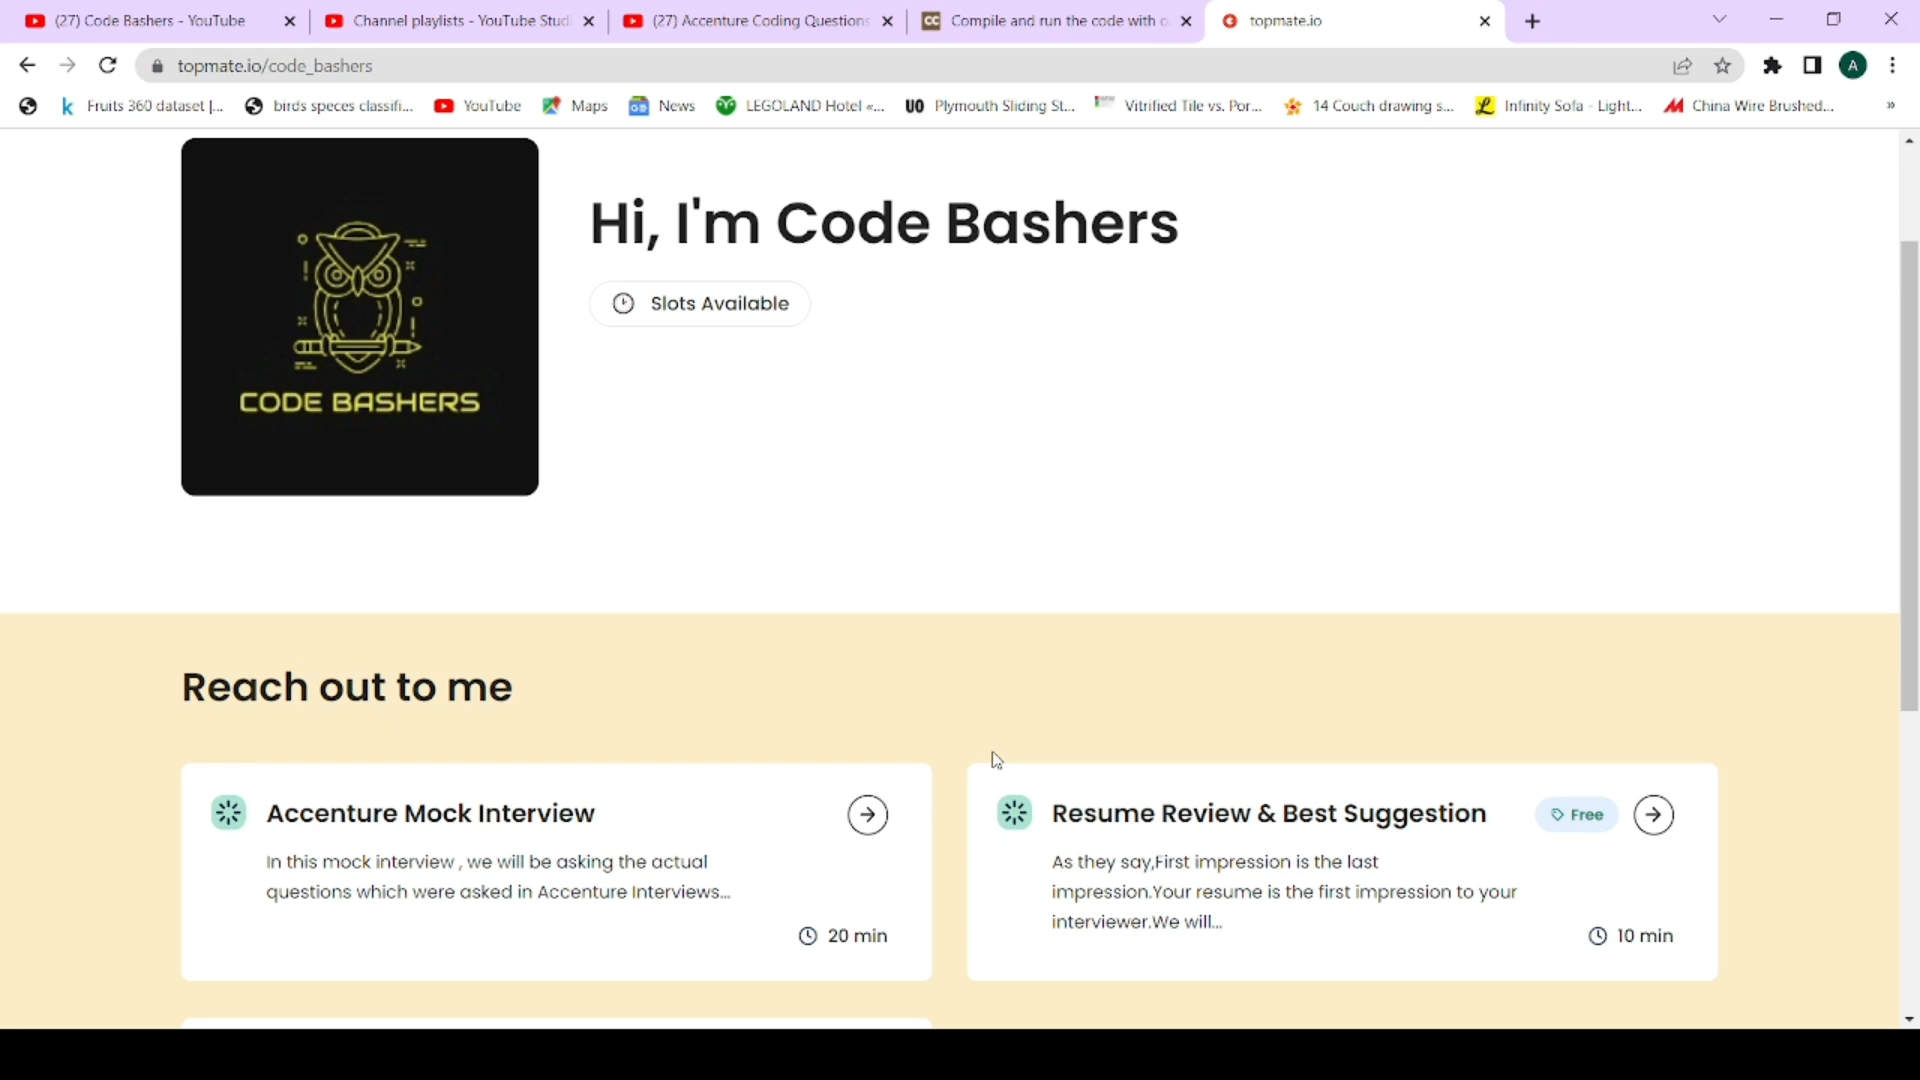 (27) Code Bashers - YouTube
Channel playlists - YouTube Stud
(27) Accenture Coding Questions
CC
Compile and run the code with o
topmate.io
topmate.io/code_bashers
A
k
Fruits 360 dataset |...
birds speces classifi...
YouTube
Maps
News
LEGOLAND Hotel «...
UO
Plymouth Sliding St...
Vitrified Tile vs. Por...
14 Couch drawing s...
Infinity Sofa - Light...
China Wire Brushed...
»
CODE BASHERS
Hi, I'm Code Bashers
Slots Available
Reach out to me
Accenture Mock Interview
In this mock interview , we will be asking the actual
questions which were asked in Accenture Interviews...
20 min
Resume Review & Best Suggestion
Free
As they say,First impression is the last
impression.Your resume is the first impression to your
interviewer.We will...
10 min